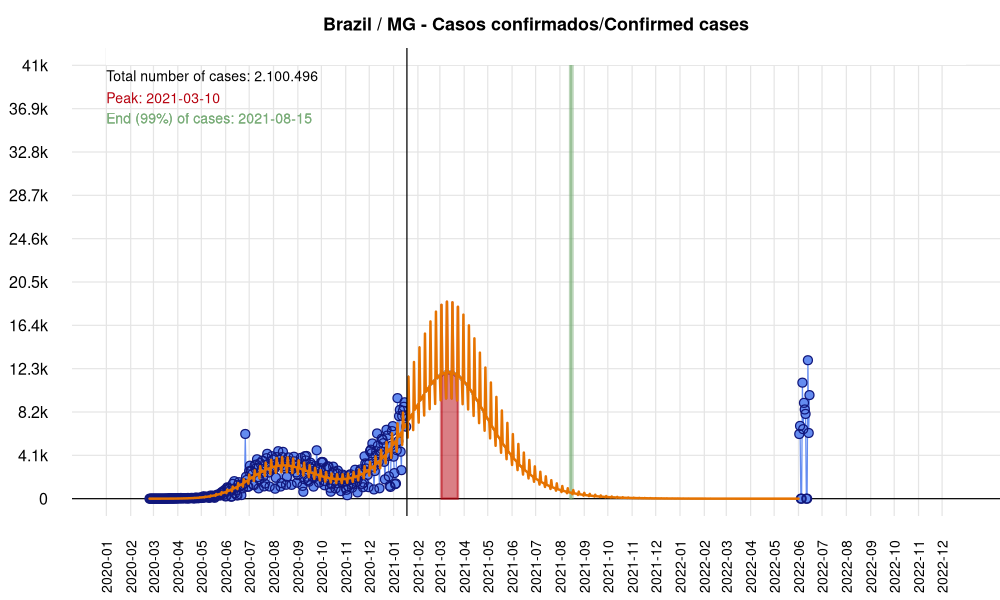 Brazil / MG - Casos confirmados/Confirmed cases
Total number of cases: 2.100.496
Peak: 2021-03-10
End (99%) of cases: 2021-08-15
41k
36.9k
32.8k
28.7k
24.6k
20.5k
16.4k
12.3k
8.2k
4.1k
0
2020-01
2020-02
2020-03
2020-04
2020-05
2020-06
2020-07
2020-08
2020-09
2020-10
2020-11
2020-12
2021-01
2021-02
2021-03
2021-04
2021-05
2021-06
2021-07
2021-08
2021-09
2021-10
2021-11
2021-12
2022-01
2022-02
2022-03
2022-04
2022-05
2022-06
2022-07
2022-08
2022-09
2022-10
2022-11
2022-12